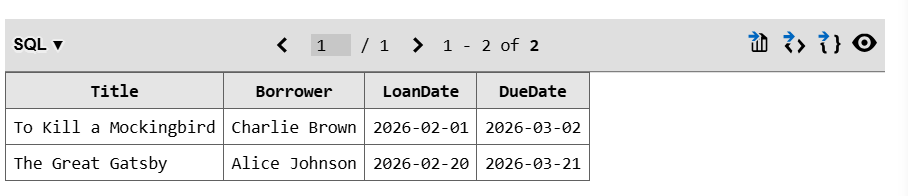 SQL ▼ < 1 / 1 > 1 - 2 of 2
Title Borrower LoanDate DueDate
To Kill a Mockingbird Charlie Brown 2026-02-01 2026-03-02
The Great Gatsby Alice Johnson 2026-02-20 2026-03-21